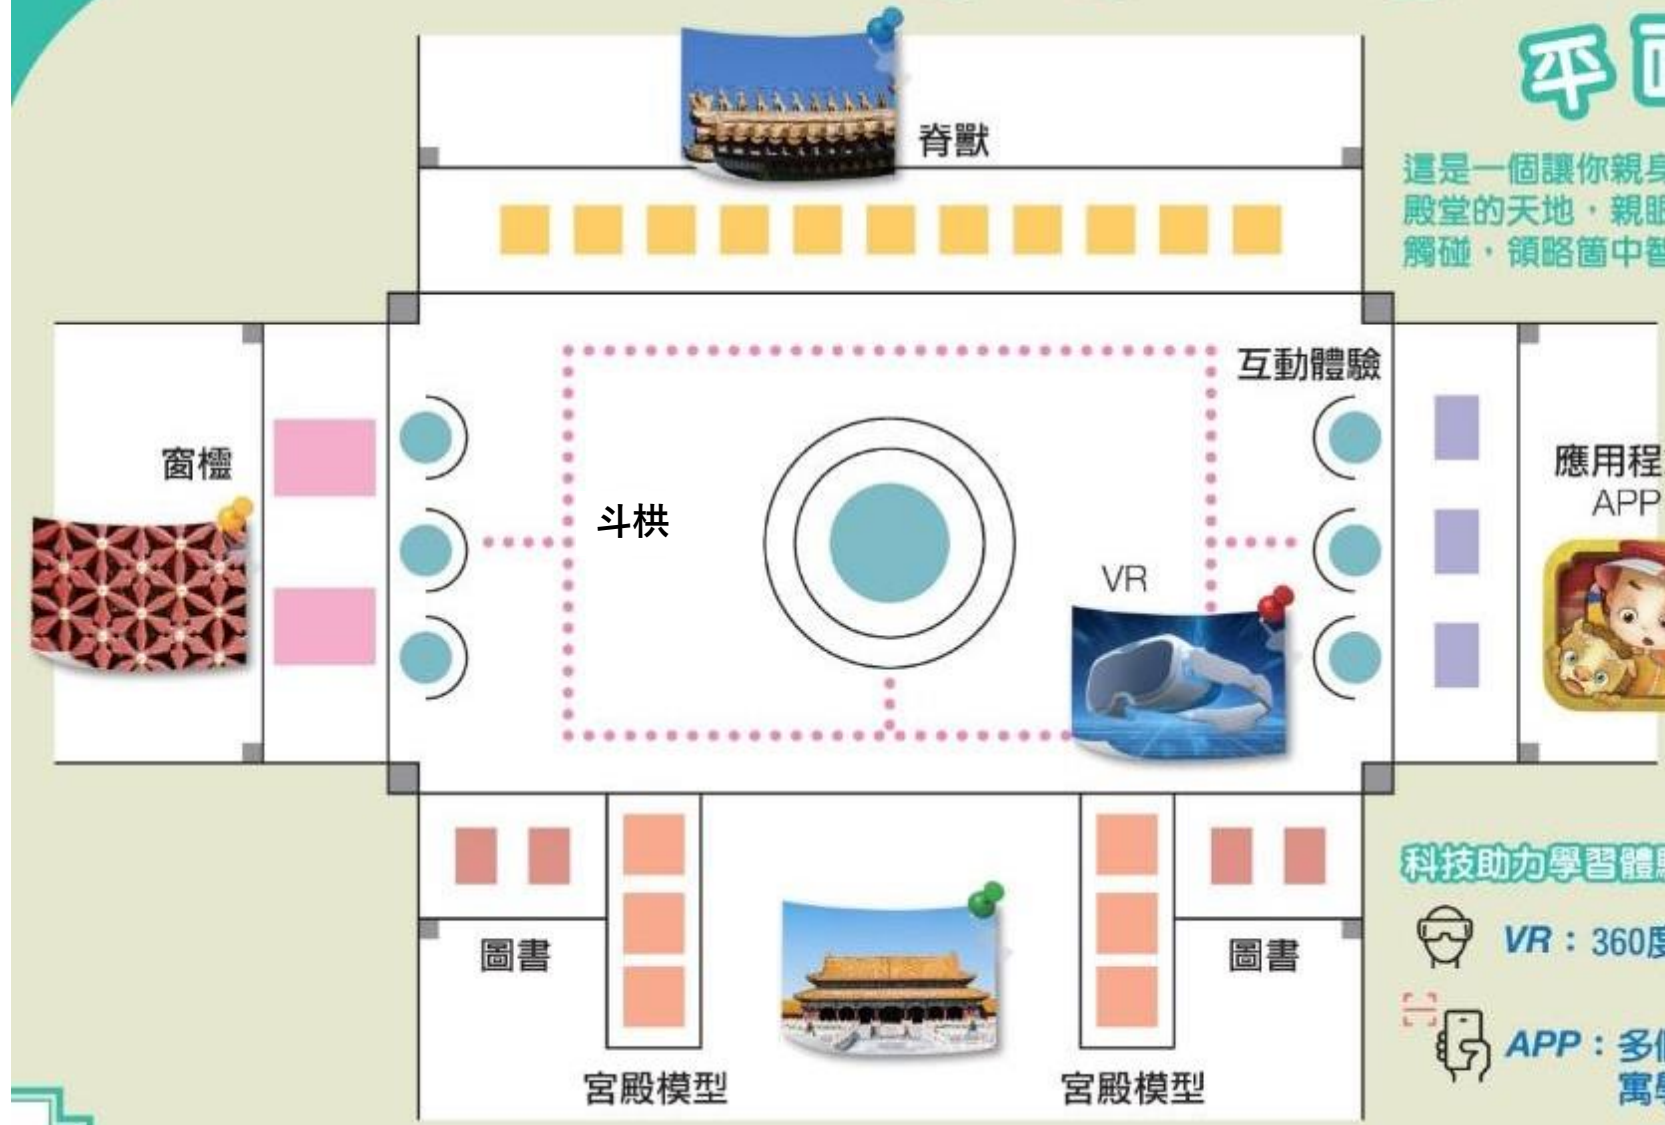 平面
脊獸
這是一個讓你親身
殿堂的天地，親眼
觸碰，領略箇中智
互動體驗
窗櫺
斗栱
應用程
APP
VR
科技助力學習體驗
圖書
圖書
VR：360度
APP：多個
寓學
宮殿模型
宮殿模型